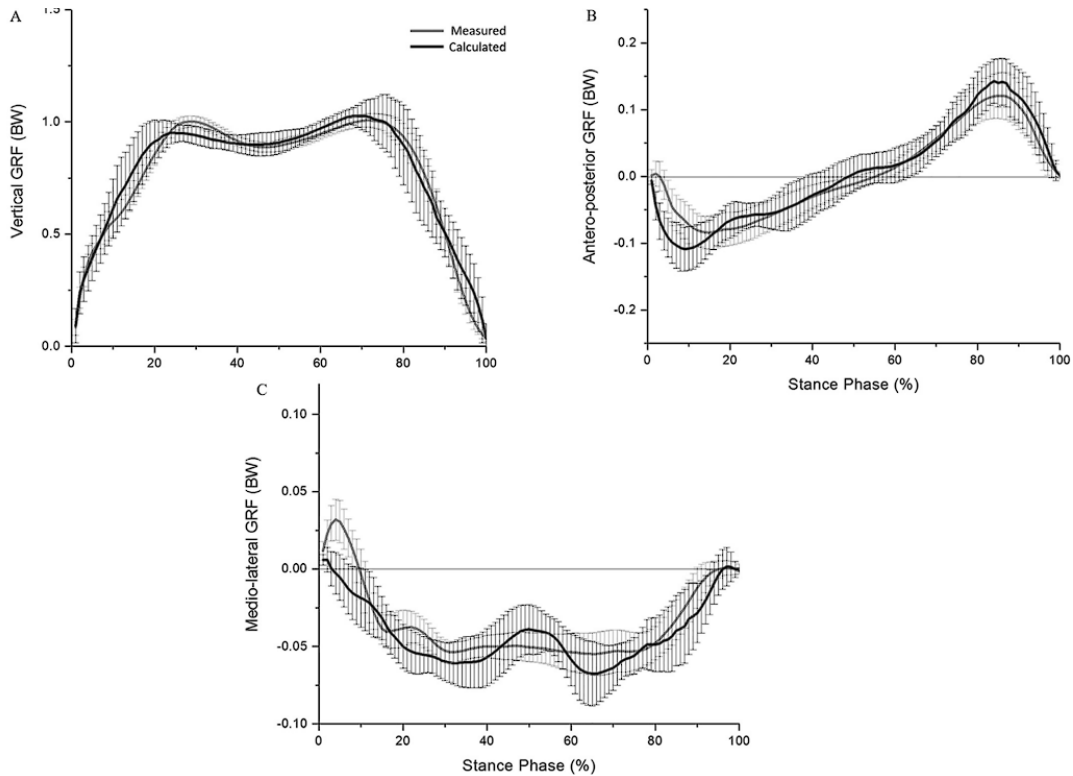 A
1.5
1.0
0.5
0.0
Vertical GRF (BW)
Measured
Calculated
0 20 40 60 80 100
B
0.2
0.1
0.0
-0.1
-0.2
Antero-posterior GRF (BW)
0 20 40 60 80 100
Stance Phase (%)
C
0.10
0.05
0.00
-0.05
-0.10
Medio-lateral GRF (BW)
0 20 40 60 80 100
Stance Phase (%)